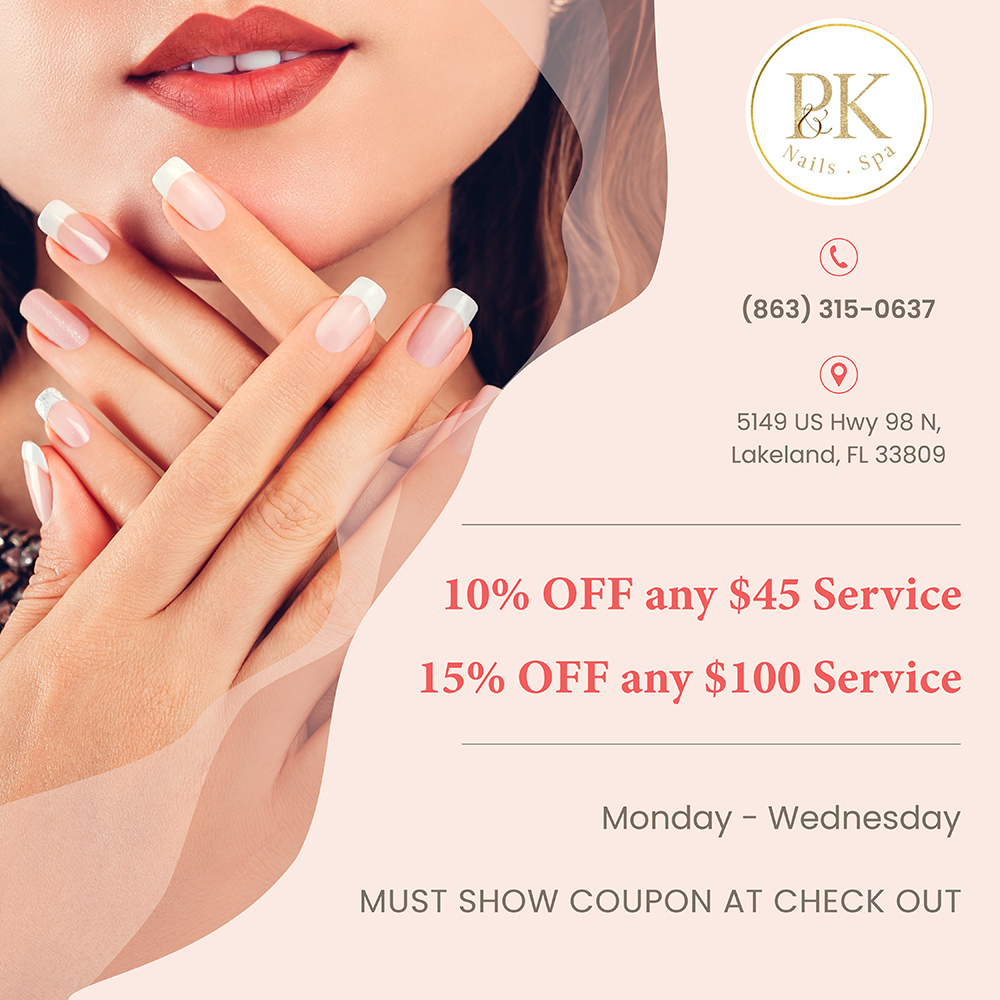 P&K
Nails . Spa
(863) 315-0637
5149 US Hwy 98 N,
Lakeland, FL 33809
10% OFF any $45 Service
15% OFF any $100 Service
Monday - Wednesday
MUST SHOW COUPON AT CHECK OUT